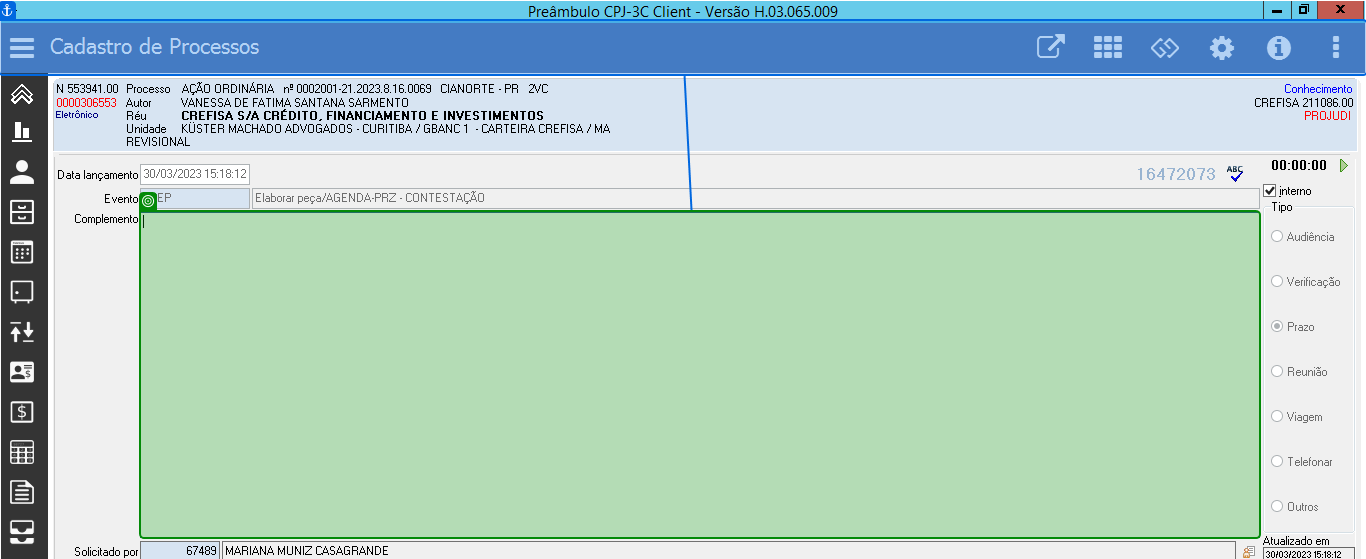 Preâmbulo CPJ-3C Client - Versão H.03.065.009
Cadastro de Processos
N 553941.00 Processo AÇÃO ORDINÁRIA nº 0002001-21.2023.8.16.0069 CIANORTE - PR 2VC Conhecimento
0000306553 Autor VANESSA DE FATIMA SANTANA SARMENTO CREFISA 211086.00
Eletrônico Réu CREFISA S/A CRÉDITO, FINANCIAMENTO E INVESTIMENTOS PROJUDI
Unidade KÜSTER MACHADO ADVOGADOS - CURITIBA / GBANC 1 - CARTEIRA CREFISA / MA
REVISIONAL
Data lançamento 30/03/2023 15:18:12 16472073 ABC 00:00:00
Evento EP Elaborar peça/AGENDA-PRZ - CONTESTAÇÃO interno
Complemento Tipo
Audiência
Verificação
Prazo
Reunião
Viagem
Telefonar
Outros
Solicitado por 67489 MARIANA MUNIZ CASAGRANDE Atualizado em
30/03/2023 15:18:12